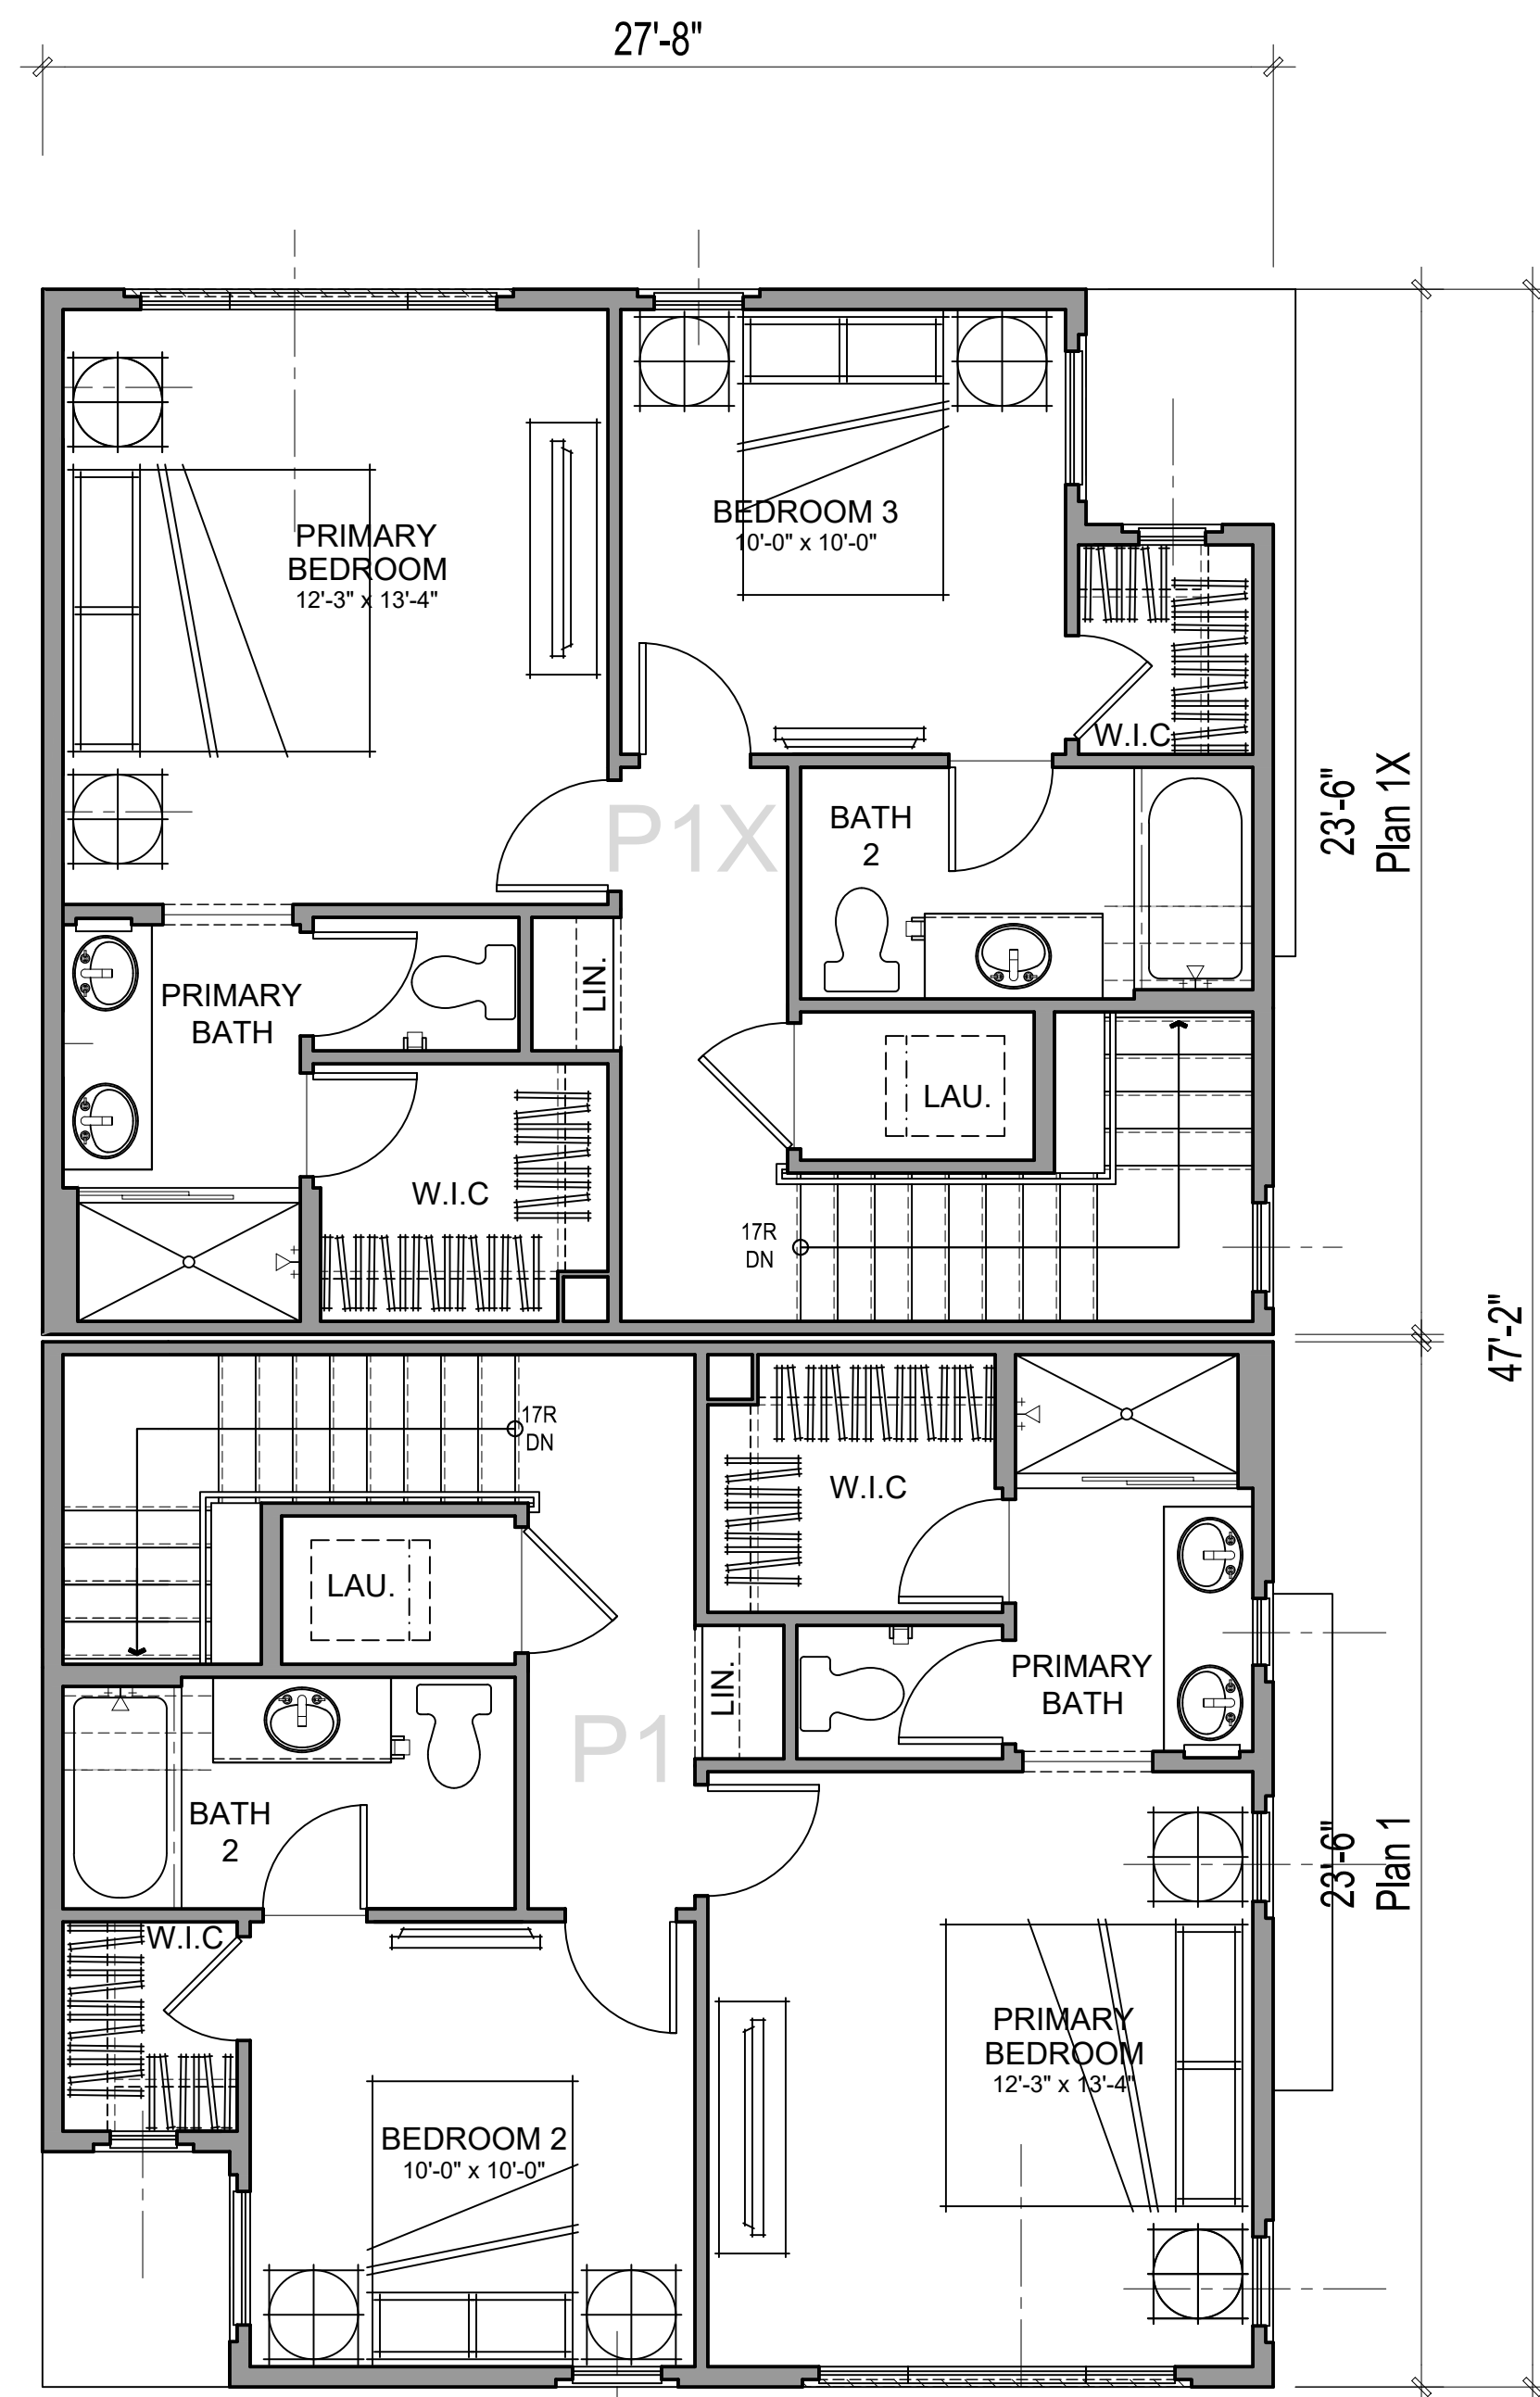 27'-8"
PRIMARY
BEDROOM
12'-3" x 13'-4"
BEDROOM 3
10'-0" x 10'-0"
W.I.C
P1X
BATH
2
23'-6"
Plan 1X
PRIMARY
BATH
LIN.
LAU.
W.I.C
17R
DN
47'-2"
17R
DN
W.I.C
LAU.
PRIMARY
BATH
LIN.
P1
BATH
2
23'-6"
Plan 1
W.I.C
PRIMARY
BEDROOM
12'-3" x 13'-4"
BEDROOM 2
10'-0" x 10'-0"